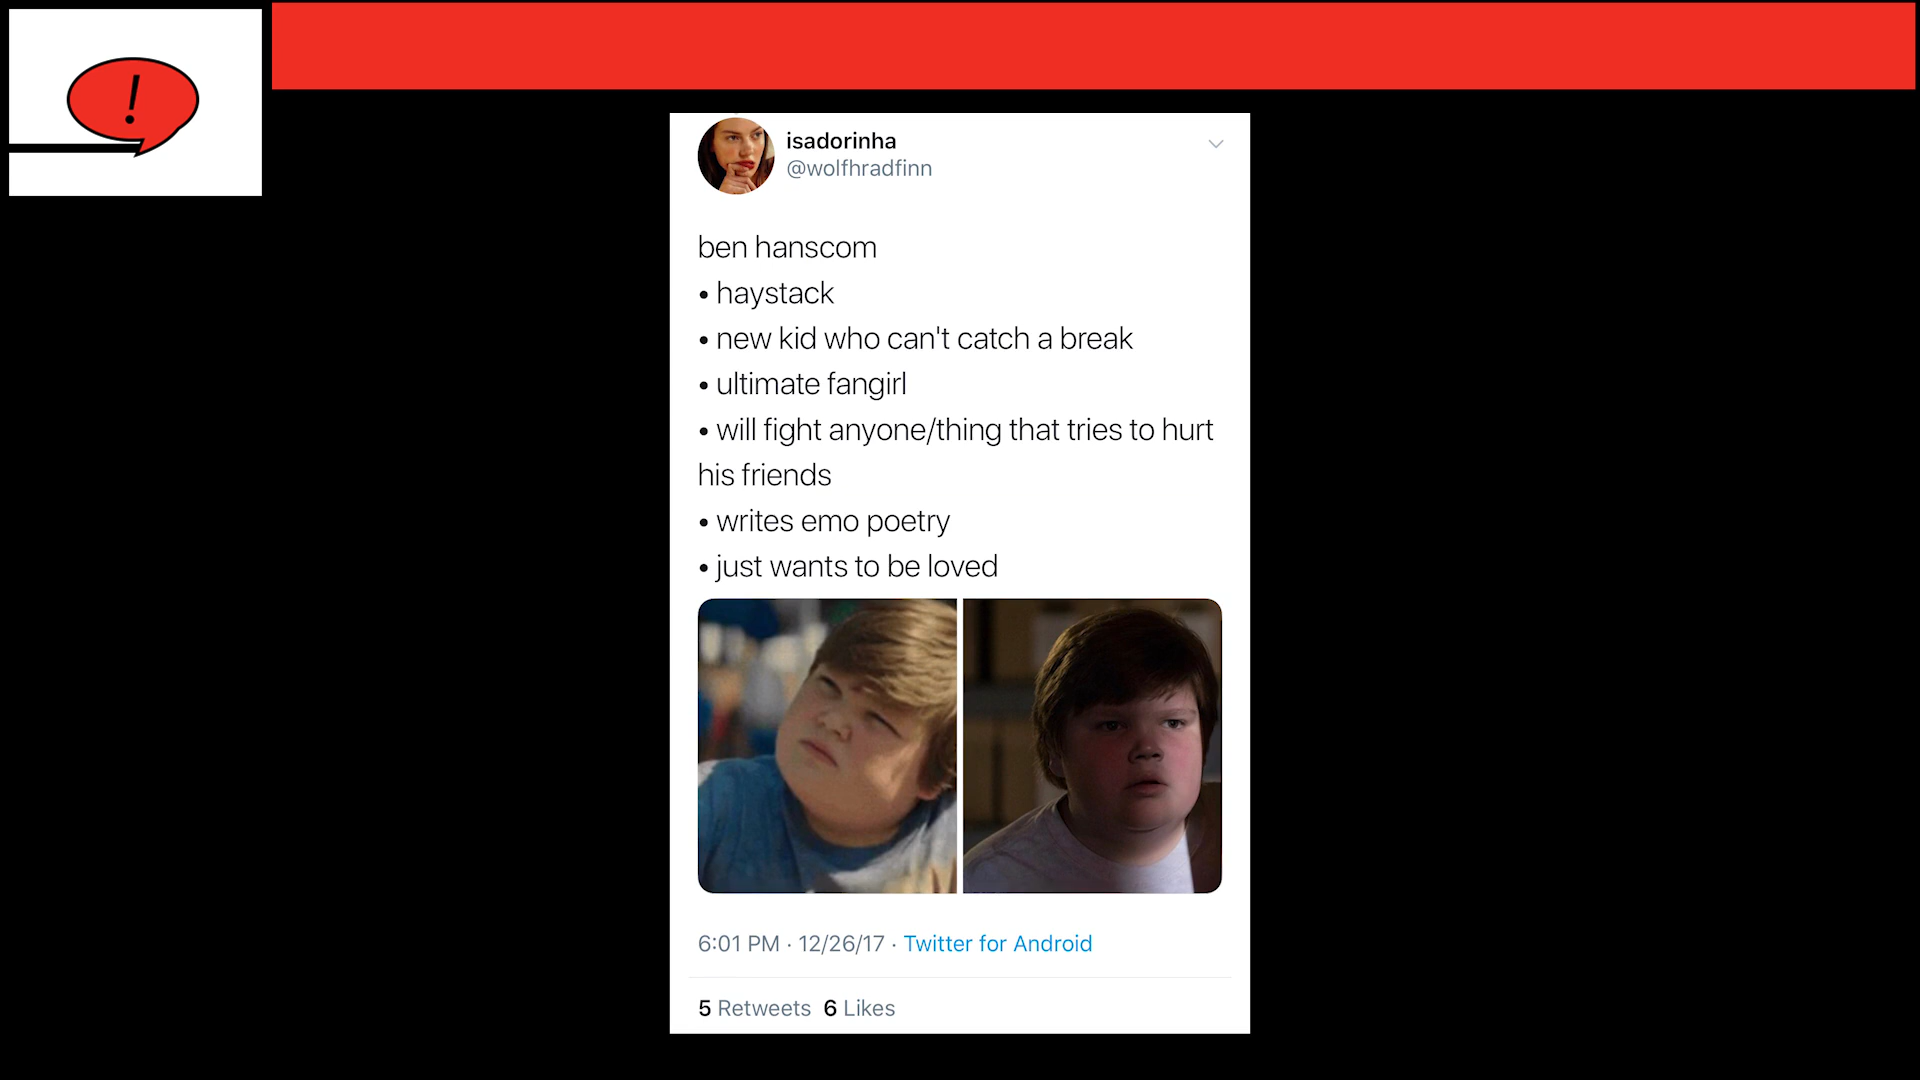 !
isadorinha
@wolfhradfinn
ben hanscom
• haystack
• new kid who can't catch a break
• ultimate fangirl
• will fight anyone/thing that tries to hurt
his friends
• writes emo poetry
• just wants to be loved
6:01 PM · 12/26/17 · Twitter for Android
5 Retweets 6 Likes